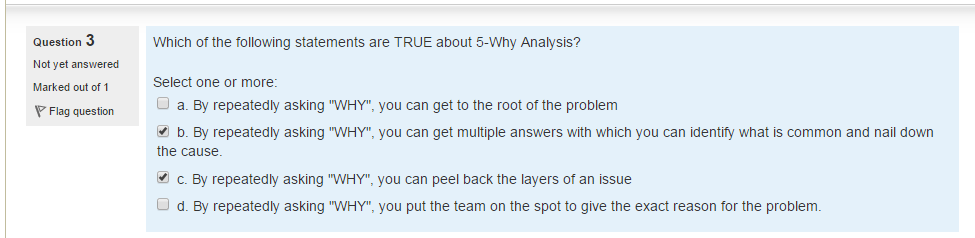 Question 3
Not yet answered
Marked out of 1
Flag question
Which of the following statements are TRUE about 5-Why Analysis?
Select one or more:
a. By repeatedly asking "WHY", you can get to the root of the problem
b. By repeatedly asking "WHY", you can get multiple answers with which you can identify what is common and nail down
the cause.
c. By repeatedly asking "WHY", you can peel back the layers of an issue
d. By repeatedly asking "WHY", you put the team on the spot to give the exact reason for the problem.